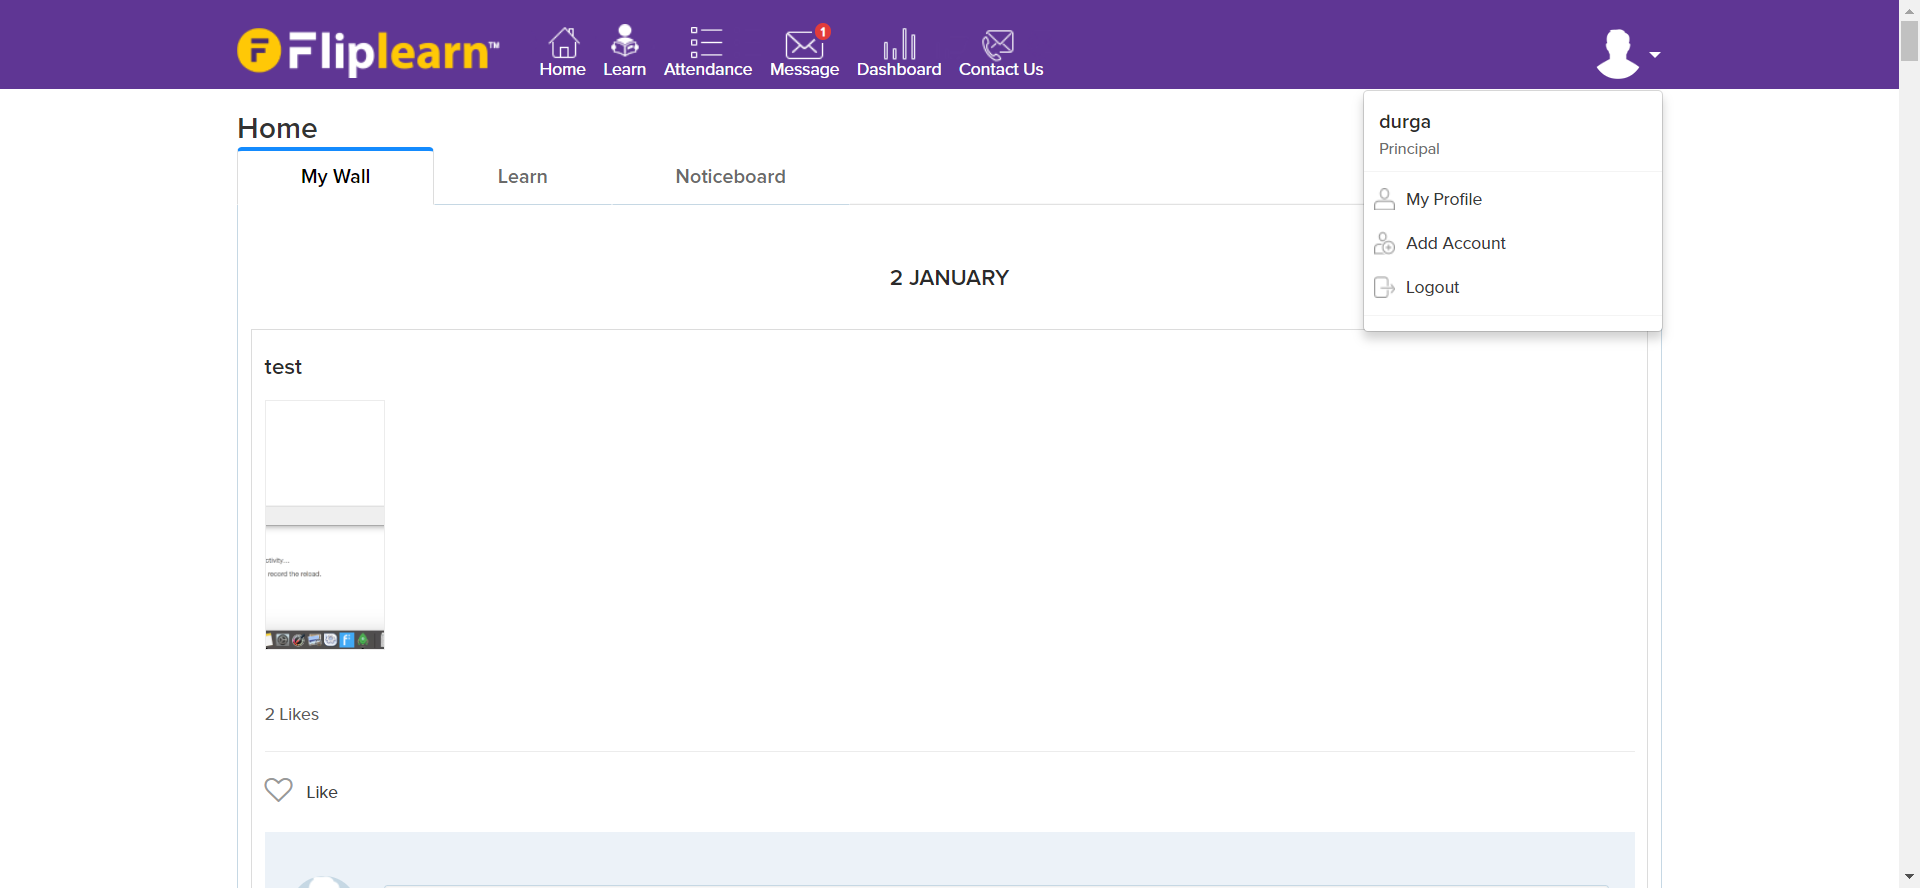 Fliplearn™
Home
Learn
Attendance
1
Message
Dashboard
Contact Us
Home
durga
Principal
My Profile
Add Account
Logout
My Wall
Learn
Noticeboard
2 JANUARY
test
ctivity...
record the reload.
2 Likes
Like